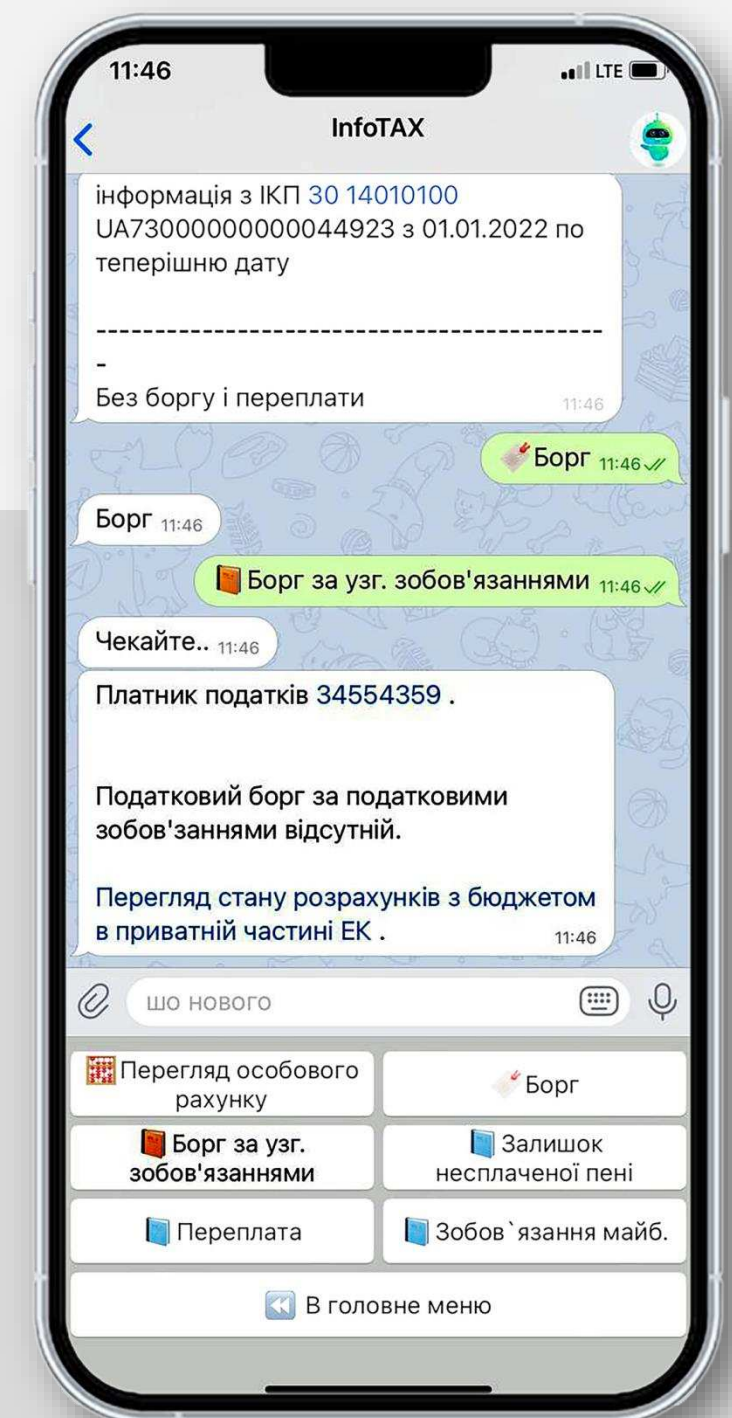 11:46
LTE
InfoTAX
інформація з ІКП 30 14010100
UA73000000000044923 з 01.01.2022 по
теперішню дату
-------------------------------------------
-
Без боргу і переплати 11:46
Борг 11:46
Борг 11:46
Борг за узг. зобов'язаннями 11:46
Чекайте.. 11:46
Платник податків 34554359 .
Податковий борг за податковими
зобов'заннями відсутній.
Перегляд стану розрахунків з бюджетом
в приватній частині ЕК . 11:46
шо нового
Перегляд особового
рахунку
Борг
Борг за узг.
зобов'язаннями
Залишок
несплаченої пені
Переплата
Зобов`язання майб.
В головне меню